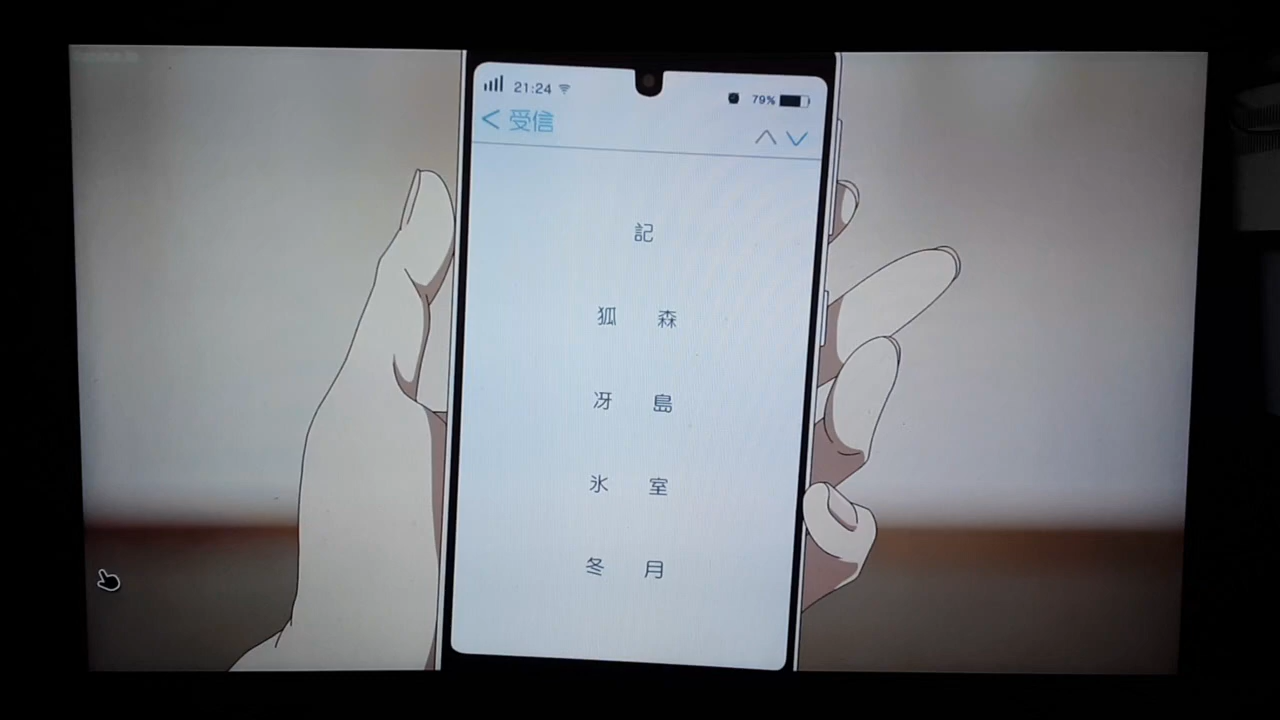 21:24
79%
< 受信
記
狐 森
冴 島
氷 室
冬 月